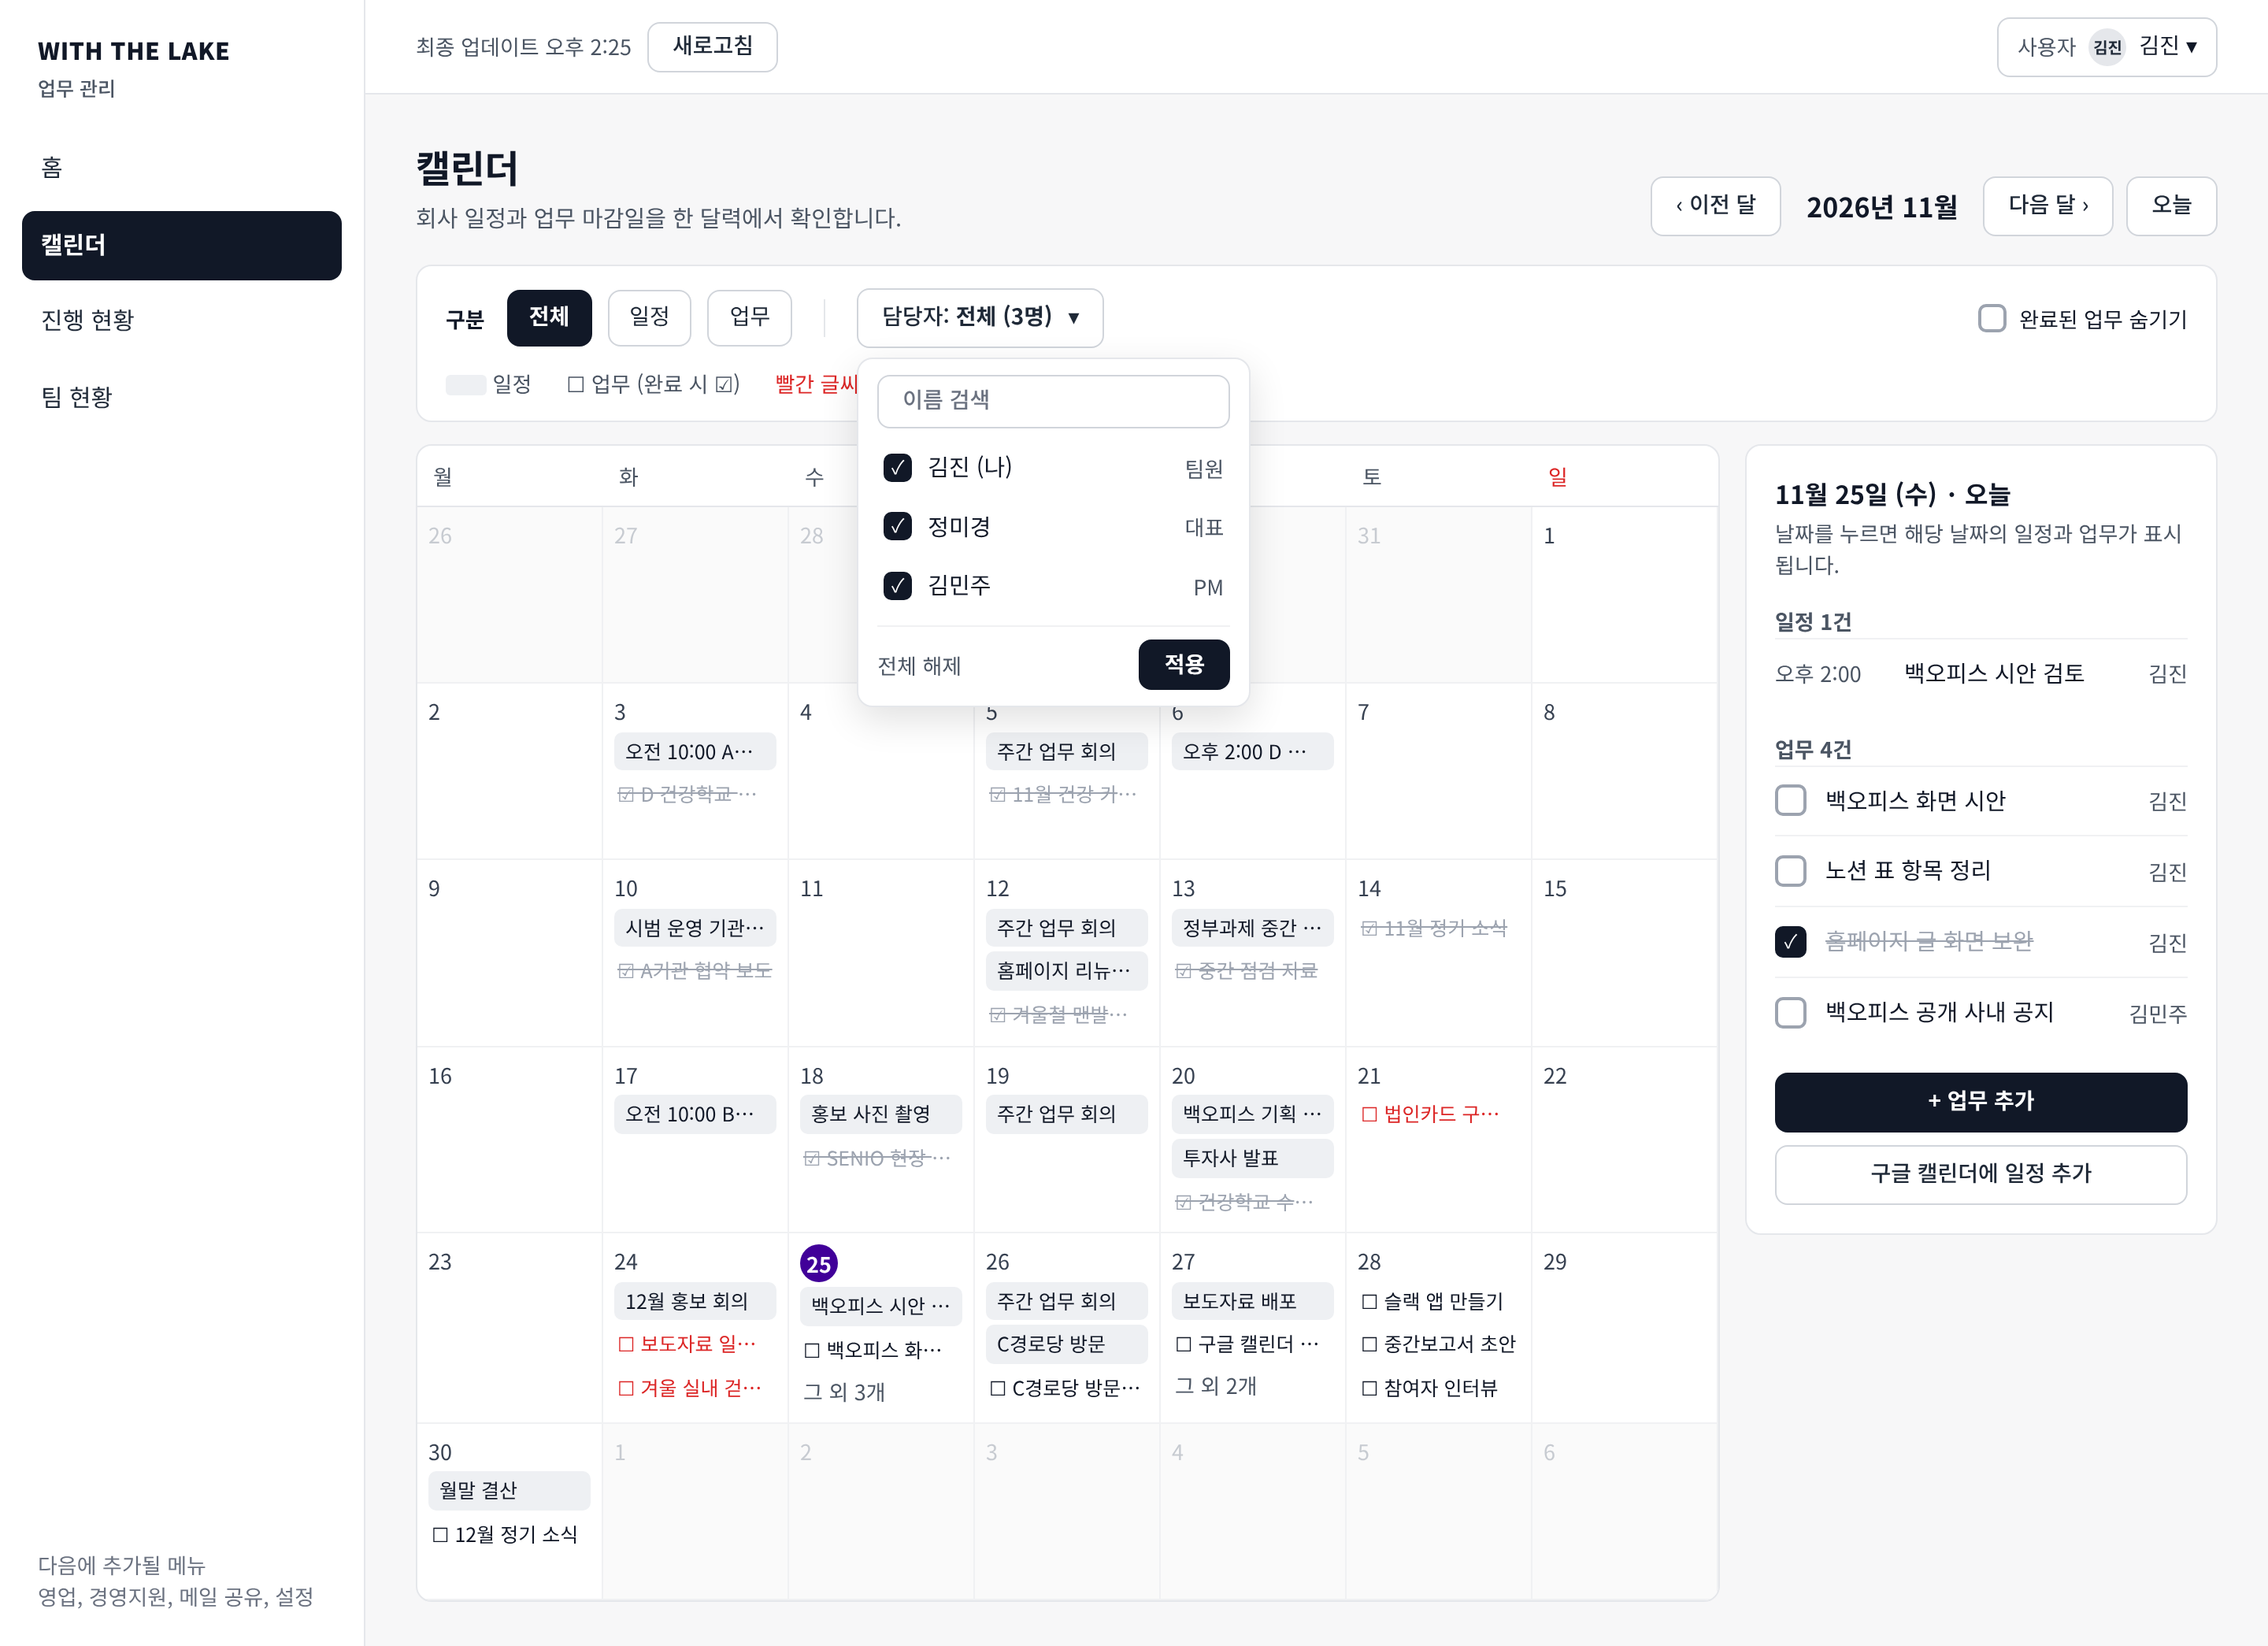 WITH THE LAKE
업무 관리
홈
캘린더
진행 현황
팀 현황
다음에 추가될 메뉴
영업, 경영지원, 메일 공유, 설정
최종 업데이트 오후 2:25 새로고침
사용자 김진 김진 ▾
캘린더
회사 일정과 업무 마감일을 한 달력에서 확인합니다.
‹ 이전 달 2026년 11월 다음 달 › 오늘
구분 전체 일정 업무 담당자: 전체 (3명) ▾
완료된 업무 숨기기
일정 ☐ 업무 (완료 시 ☑) 빨간 글씨
이름 검색
✓ 김진 (나) 팀원
✓ 정미경 대표
✓ 김민주 PM
전체 해제 적용
월 화 수 토 일
26 27 28 31 1
2 3 4 5 6 7 8
오전 10:00 A… 주간 업무 회의 오후 2:00 D …
☑ D 건강학교 … ☑ 11월 건강 가…
9 10 11 12 13 14 15
시범 운영 기관… 주간 업무 회의 정부과제 중간 … ☑ 11월 정기 소식
☑ A기관 협약 보도 홈페이지 리뉴… ☑ 중간 점검 자료
☑ 겨울철 맨발…
16 17 18 19 20 21 22
오전 10:00 B… 홍보 사진 촬영 주간 업무 회의 백오피스 기획 … ☐ 법인카드 구…
☑ SENIO 현장 … 투자사 발표
☑ 건강학교 수…
23 24 25 26 27 28 29
12월 홍보 회의 백오피스 시안 … 주간 업무 회의 보도자료 배포 ☐ 슬랙 앱 만들기
☐ 보도자료 일… ☐ 백오피스 화… C경로당 방문 ☐ 구글 캘린더 … ☐ 중간보고서 초안
☐ 겨울 실내 걷… 그 외 3개 ☐ C경로당 방문… 그 외 2개 ☐ 참여자 인터뷰
30 1 2 3 4 5 6
월말 결산
☐ 12월 정기 소식
11월 25일 (수) · 오늘
날짜를 누르면 해당 날짜의 일정과 업무가 표시
됩니다.
일정 1건
오후 2:00 백오피스 시안 검토 김진
업무 4건
백오피스 화면 시안 김진
노션 표 항목 정리 김진
✓ 홈페이지 글 화면 보완 김진
백오피스 공개 사내 공지 김민주
+ 업무 추가
구글 캘린더에 일정 추가